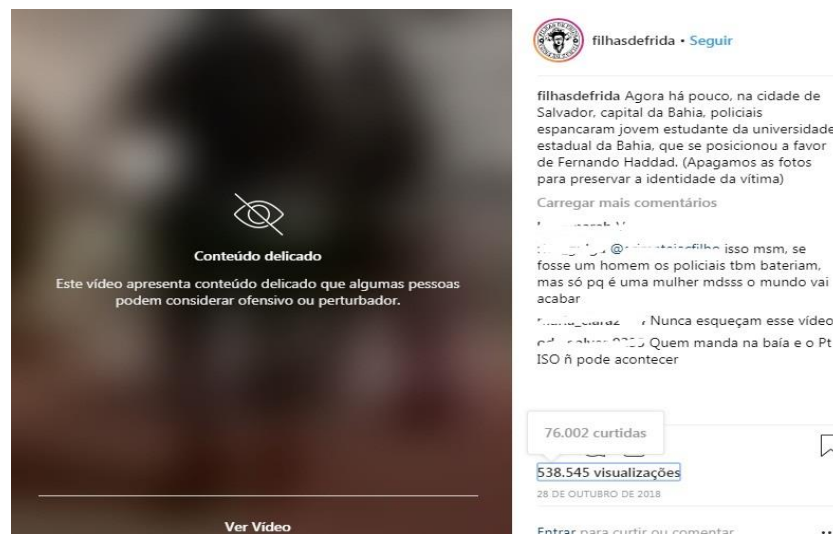 Conteúdo delicado
Este vídeo apresenta conteúdo delicado que algumas pessoas
podem considerar ofensivo ou perturbador.
Ver Vídeo
filhasdefrida • Seguir
filhasdefrida Agora há pouco, na cidade de
Salvador, capital da Bahia, policiais
espancaram jovem estudante da universidade
estadual da Bahia, que se posicionou a favor
de Fernando Haddad. (Apagamos as fotos
para preservar a identidade da vítima)
Carregar mais comentários
isso msm, se
fosse um homem os policiais tbm bateriam,
mas só pq é uma mulher mdsss o mundo vai
acabar
Nunca esqueçam esse vídeo
Quem manda na baía e o Pt
ISO ñ pode acontecer
76.002 curtidas
538.545 visualizações
28 DE OUTUBRO DE 2018
Entrar para curtir ou comentar